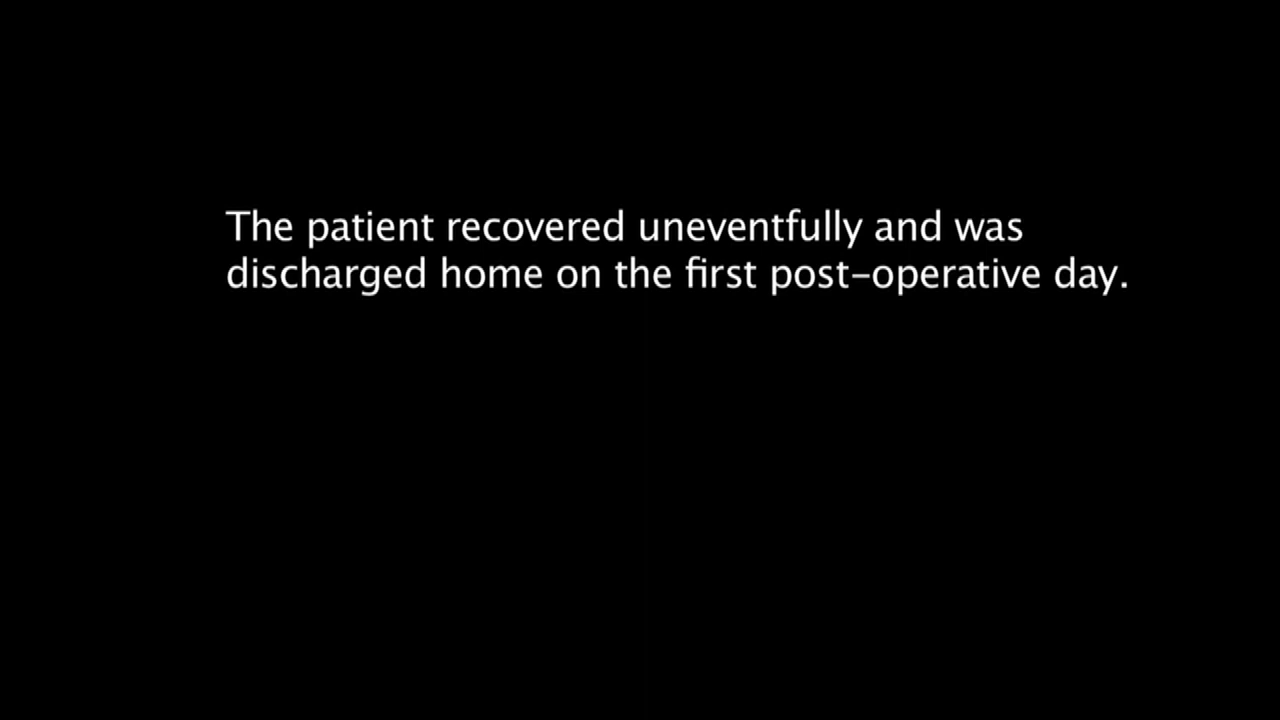 The patient recovered uneventfully and was
discharged home on the first post-operative day.